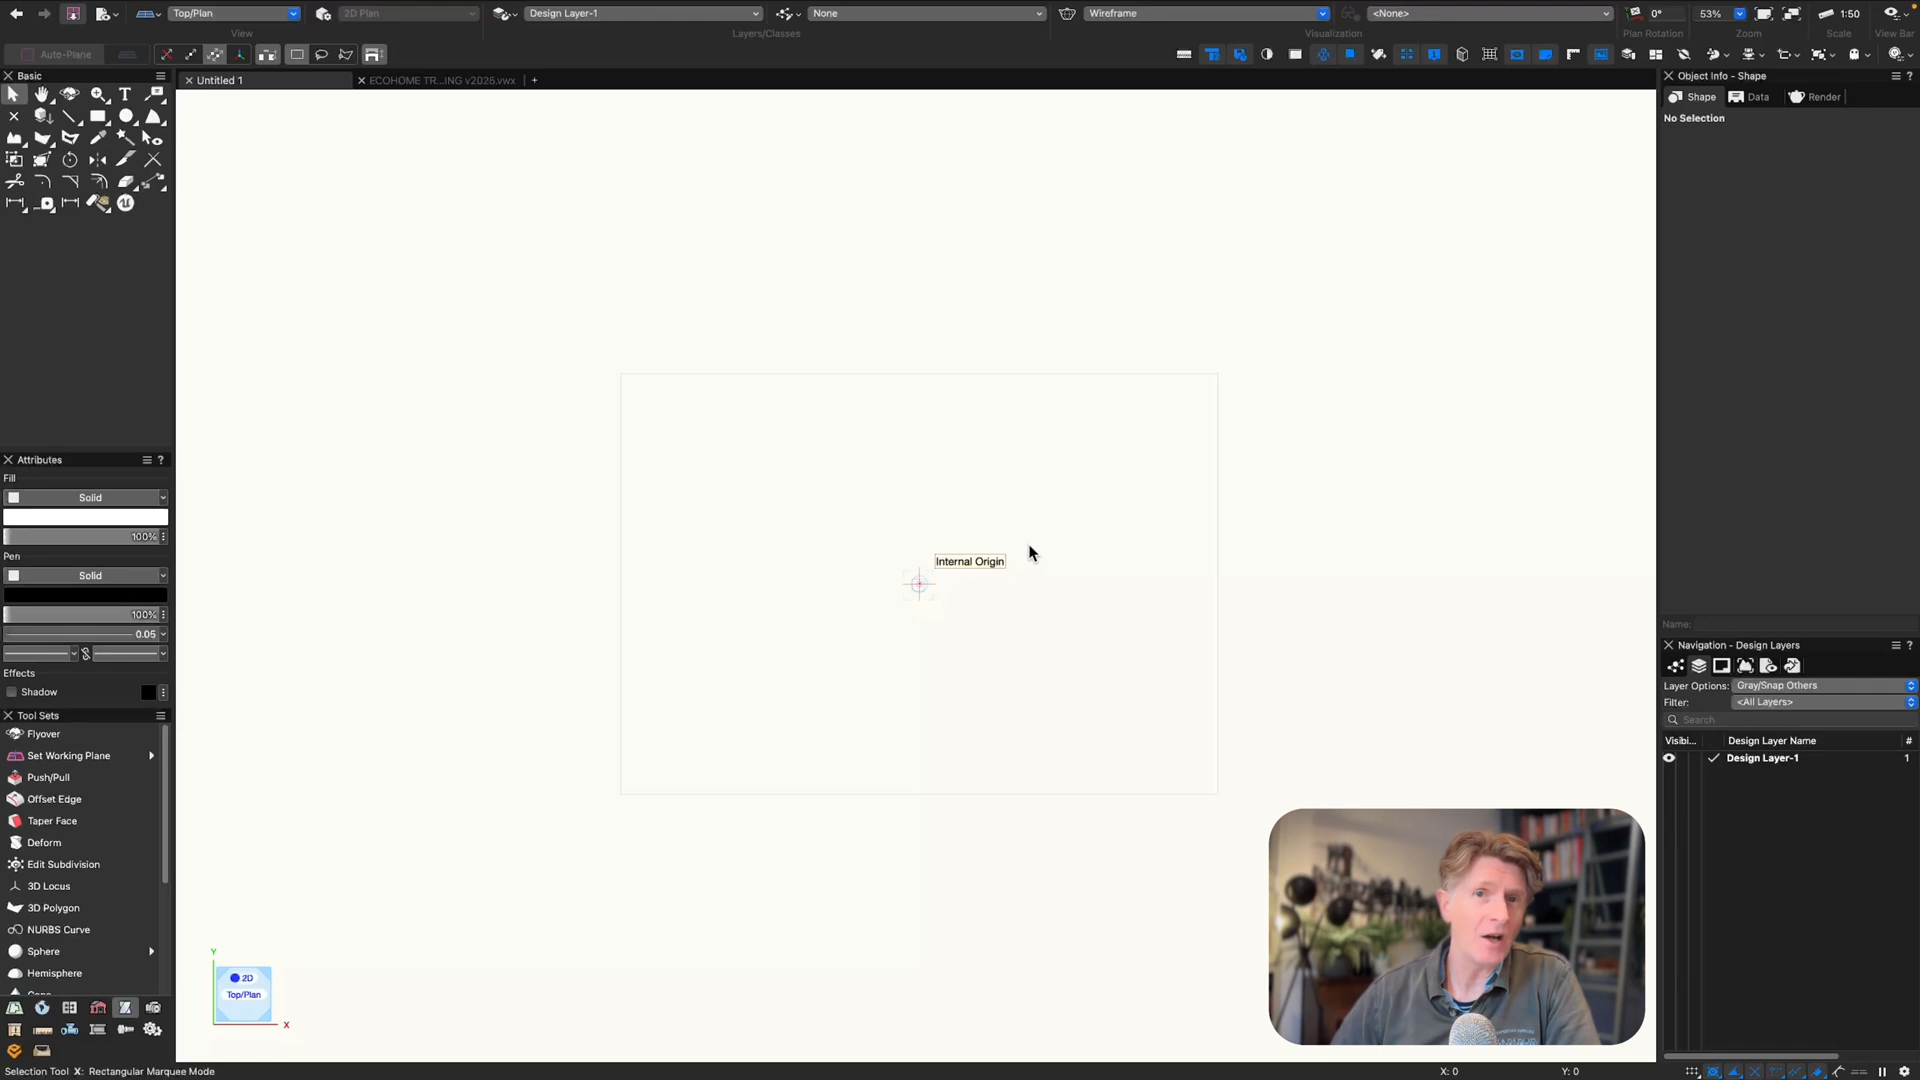 Top/Plan
2D Plan
Design Layer-1
None
Wireframe
<None>
0°
53%
1:50
View
Layers/Classes
Visualization
Plan Rotation
Zoom
Scale
View Bar
Auto-Plane
Basic
Untitled 1
ECOHOME TR...ING v2025.vwx
+
Object Info - Shape
?
Shape
Data
Render
No Selection
Internal Origin
Attributes
?
Fill
Solid
100%
Pen
Solid
100%
0.05
Effects
Shadow
Tool Sets
Flyover
Set Working Plane
Push/Pull
Offset Edge
Taper Face
Deform
Edit Subdivision
3D Locus
3D Polygon
NURBS Curve
Sphere
Hemisphere
Name:
Navigation - Design Layers
?
Layer Options:
Gray/Snap Others
Filter:
<All Layers>
Search
Visibi...
Design Layer Name
#
Design Layer-1
1
Y
2D
Top/Plan
X
Selection Tool X: Rectangular Marquee Mode
X: 0
Y: 0